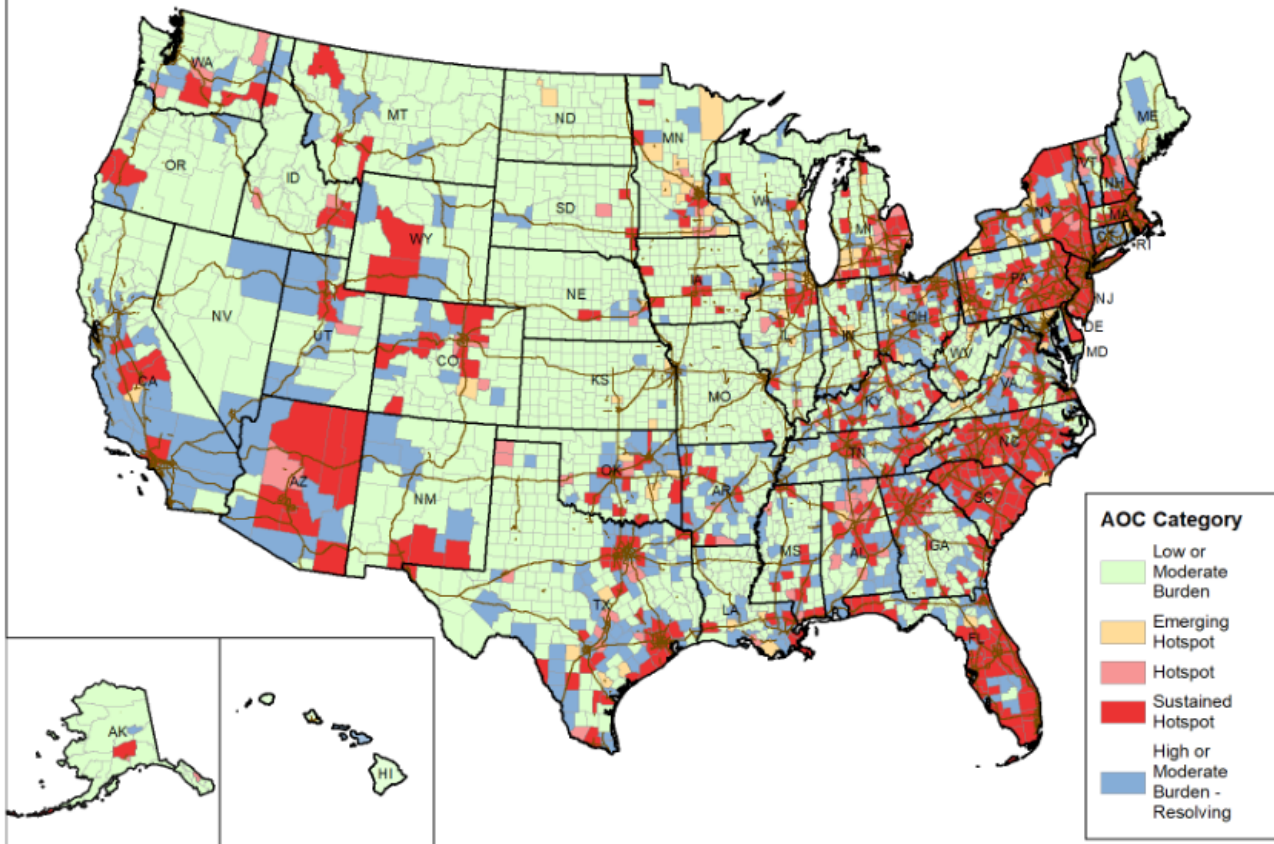 WA
MT
ND
MN
ME
OR
ID
SD
WI
MI
VT
NH
NY
MA
CT
RI
WY
IA
PA
NJ
NE
OH
DE
NV
UT
IN
WV
MD
CO
CA
KS
MO
KY
VA
NC
TN
OK
AR
AZ
NM
SC
MS
AL
GA
TX
LA
FL
AK
HI
AOC Category
Low or
Moderate
Burden
Emerging
Hotspot
Hotspot
Sustained
Hotspot
High or
Moderate
Burden -
Resolving